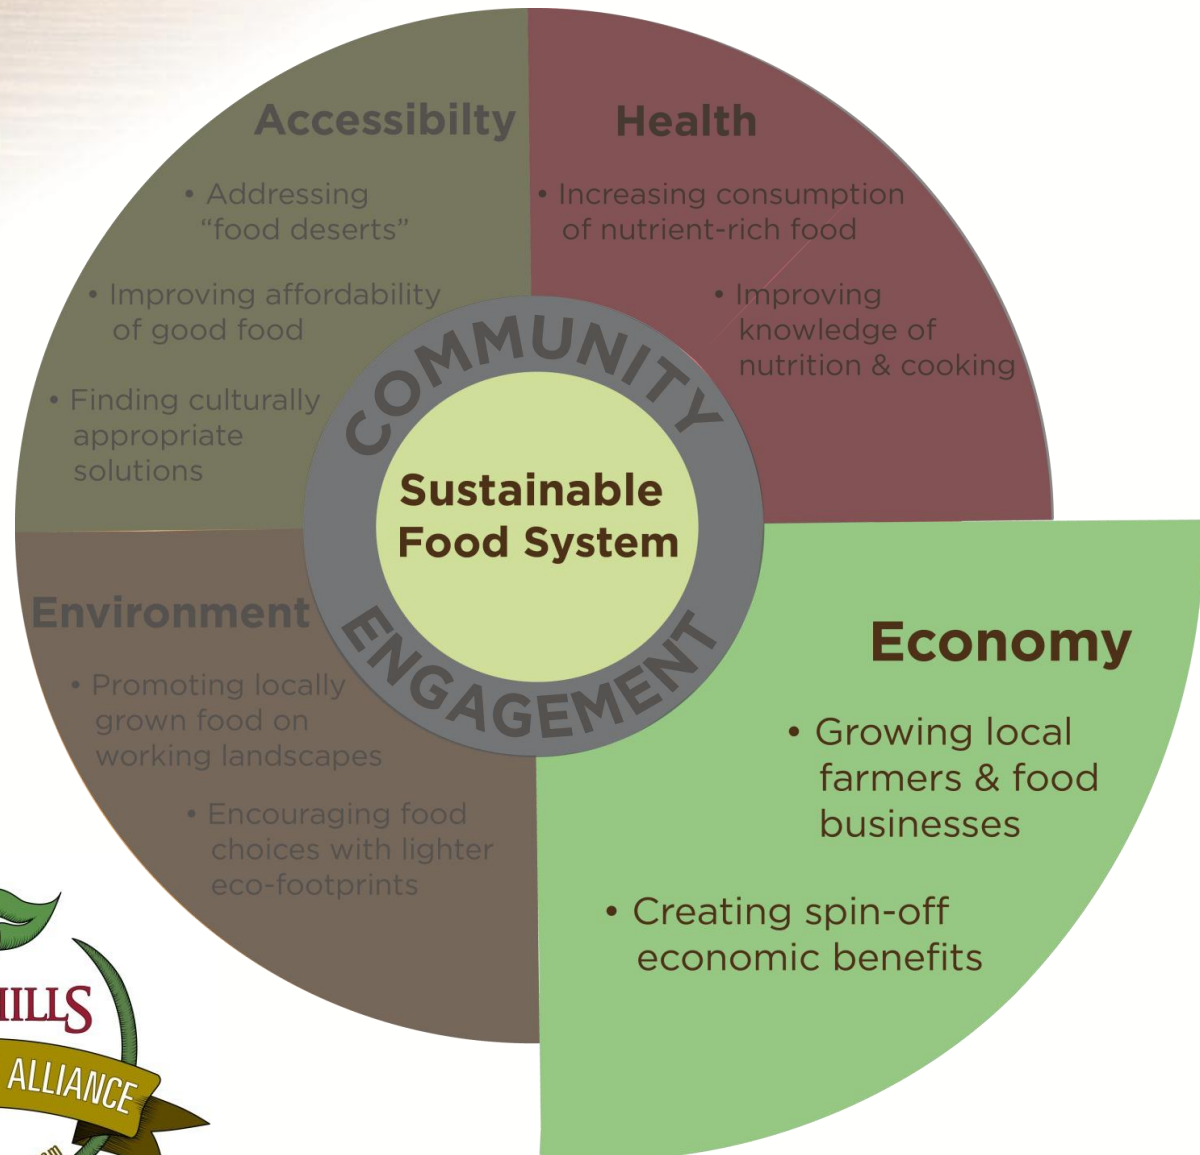 Accessibilty
• Addressing
“food deserts”
• Improving affordability
of good food
• Finding culturally
appropriate
solutions
Health
• Increasing consumption
of nutrient-rich food
• Improving
knowledge of
nutrition & cooking
COMMUNITY
Sustainable
Food System
ENGAGEMENT
Environment
• Promoting locally
grown food on
working landscapes
• Encouraging food
choices with lighter
eco-footprints
Economy
• Growing local
farmers & food
businesses
• Creating spin-off
economic benefits
ALLIANCE